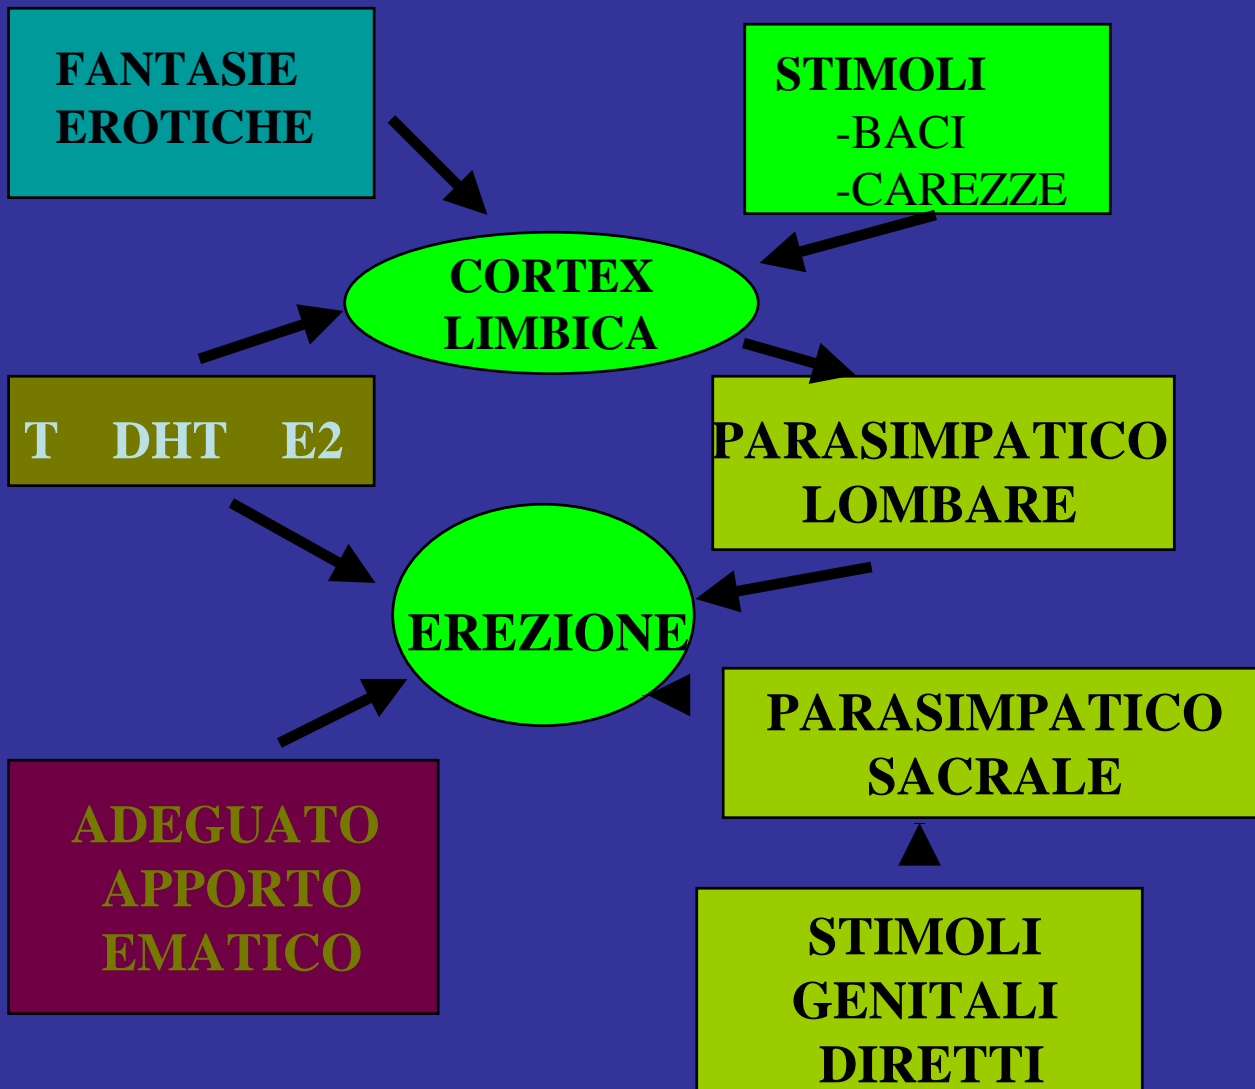 FANTASIE
EROTICHE
STIMOLI
-BACI
-CAREZZE
CORTEX
LIMBICA
T DHT E2
PARASIMPATICO
LOMBARE
EREZIONE
PARASIMPATICO
SACRALE
ADEGUATO
APPORTO
EMATICO
STIMOLI
GENITALI
DIRETTI